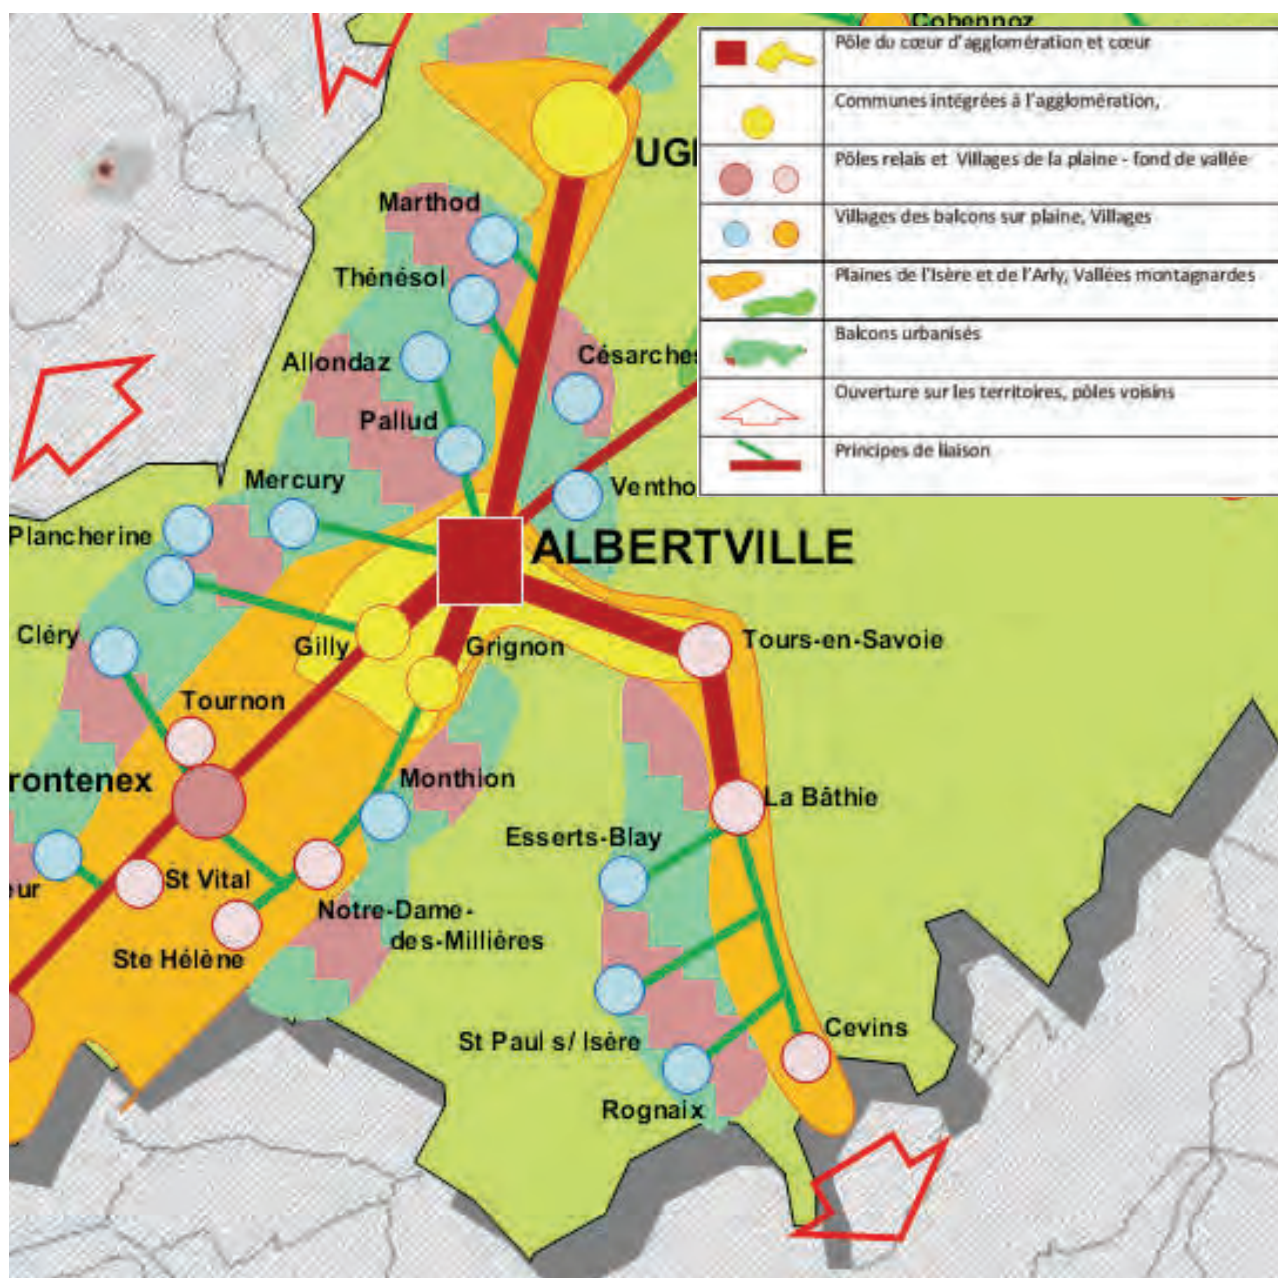 Cohennoz
Pôle du cœur d'agglomération et cœur
Communes intégrées à l'agglomération,
Pôles relais et Villages de la plaine - fond de vallée
Villages des balcons sur plaine, Villages
Plaines de l'Isère et de l'Arly, Vallées montagnardes
Balcons urbanisés
Ouverture sur les territoires, pôles voisins
Principes de liaison
UGI
Marthod
Thénésol
Allondaz
Césarches
Pallud
Mercury
Ventho
Plancherine
ALBERTVILLE
Cléry
Gilly
Grignon
Tours-en-Savoie
Tournon
rontenex
Monthion
La Bâthie
Esserts-Blay
eur
St Vital
Notre-Dame-
des-Millières
Ste Hélène
Cevins
St Paul s/ Isère
Rognaix